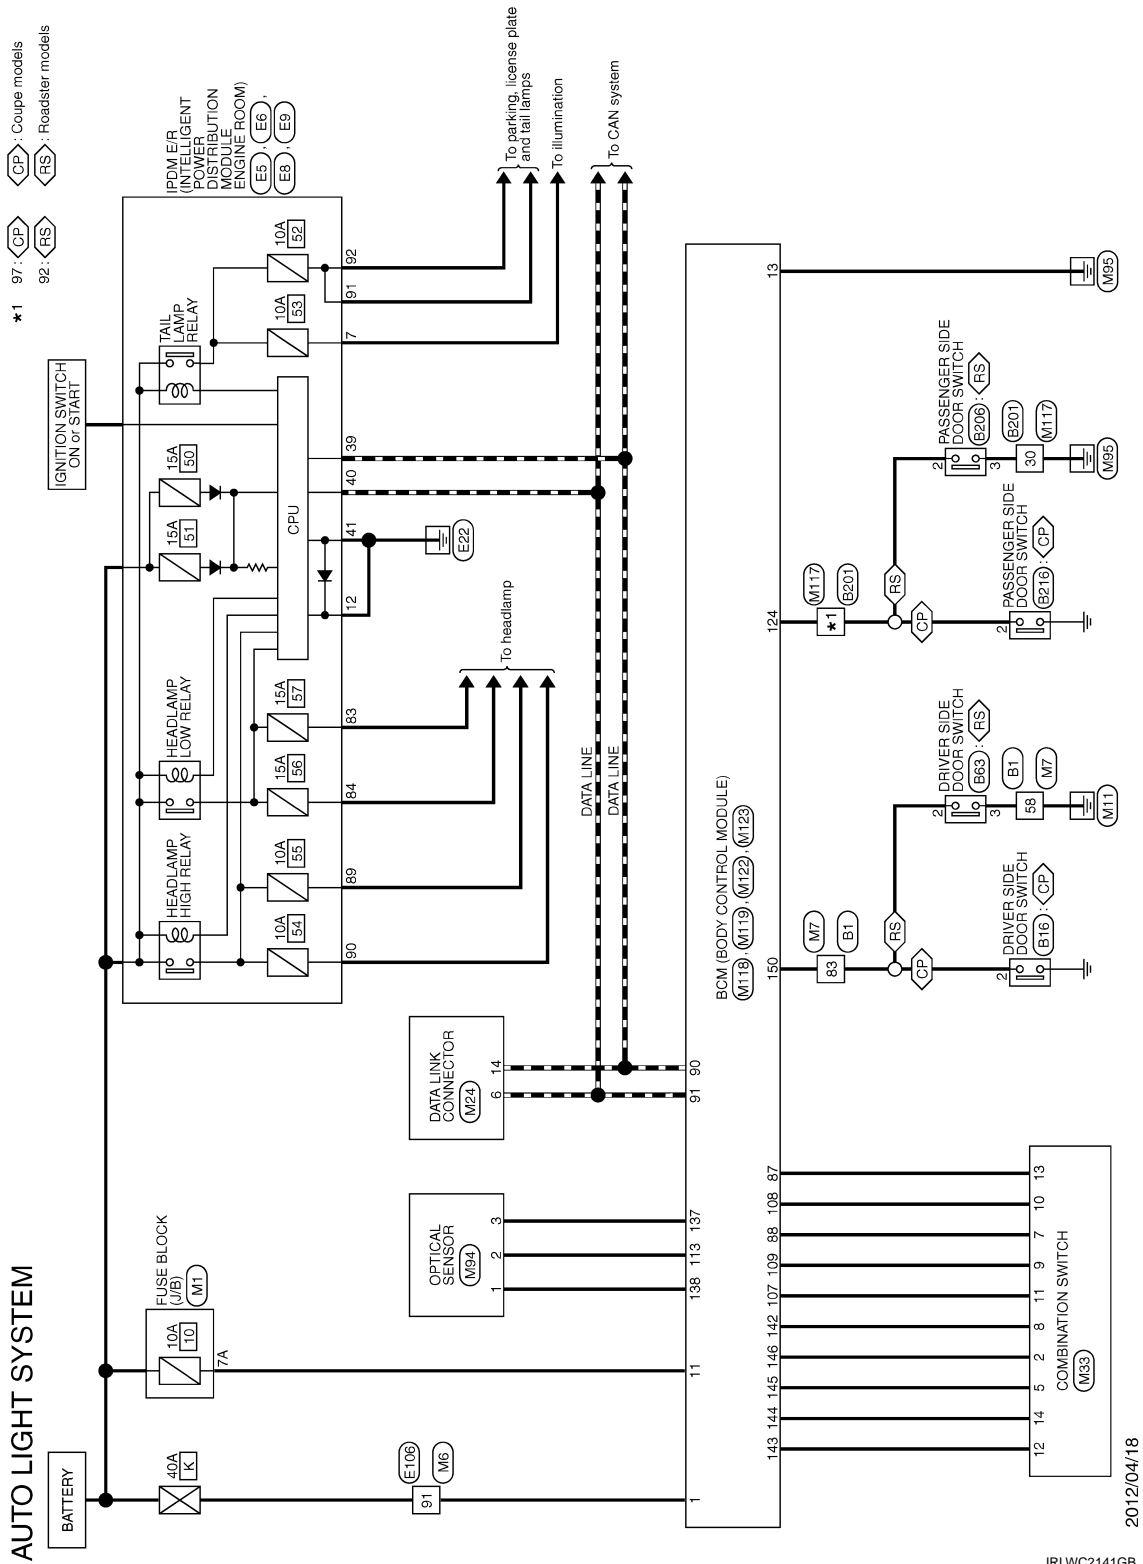 AUTO LIGHT SYSTEM
BATTERY
40A
K
E106
91
M6
1
FUSE BLOCK
(J/B)
M1
10A
10
7A
11
OPTICAL
SENSOR
M94
1
2
3
138
113
137
DATA LINK
CONNECTOR
M24
6
14
91
90
IGNITION SWITCH
ON or START
*1
97 : CP
92 : RS
CP : Coupe models
RS : Roadster models
IPDM E/R
(INTELLIGENT
POWER
DISTRIBUTION
MODULE
ENGINE ROOM)
E5 , E6 ,
E8 , E9
HEADLAMP
HIGH RELAY
HEADLAMP
LOW RELAY
15A
51
15A
50
TAIL
LAMP
RELAY
CPU
10A
54
10A
55
15A
56
15A
57
10A
53
10A
52
90
89
84
83
12
41
40
39
7
91
92
E22
To headlamp
To parking, license plate
and tail lamps
To illumination
To CAN system
DATA LINE
DATA LINE
BCM (BODY CONTROL MODULE)
M118 , M119 , M122 , M123
143
144
145
146
142
107
109
88
108
87
150
124
13
12
14
5
2
8
11
9
7
10
13
COMBINATION SWITCH
M33
M7
83
B1
RS
CP
2
DRIVER SIDE
DOOR SWITCH
B16 : CP
2
DRIVER SIDE
DOOR SWITCH
B63 : RS
3
B1
58
M7
M11
M117
*1
B201
RS
CP
2
PASSENGER SIDE
DOOR SWITCH
B216 : CP
2
PASSENGER SIDE
DOOR SWITCH
B206 : RS
3
B201
30
M117
M95
M95
2012/04/18
JRLWC2141GB